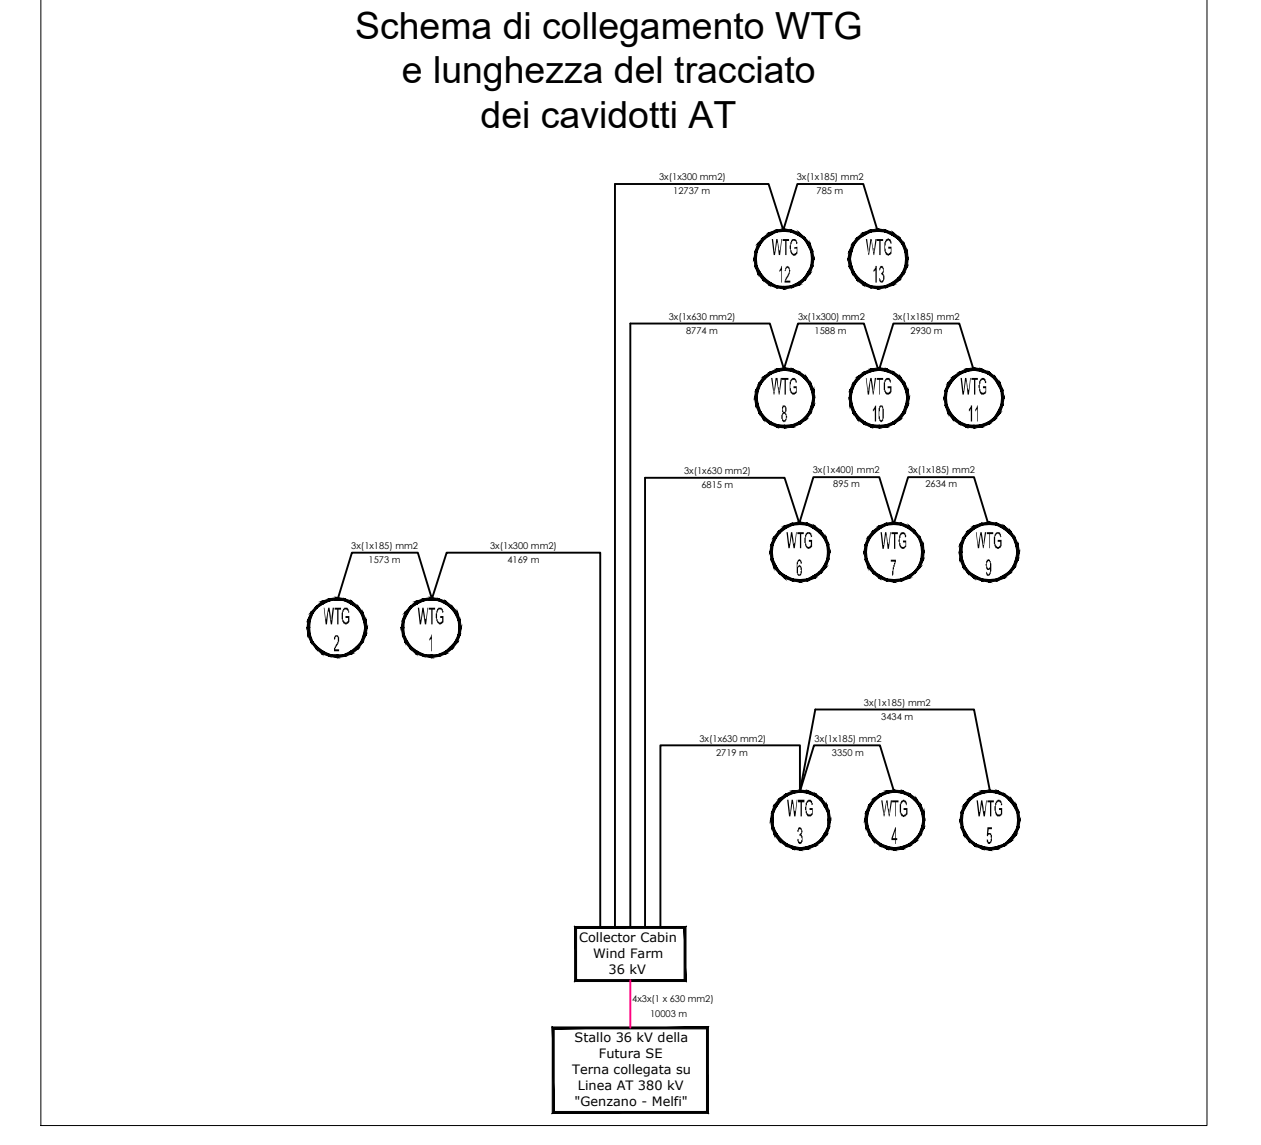 Schema di collegamento WTG
e lunghezza del tracciato
dei cavidotti AT
3x(1x300 mm2)
12737 m
3x(1x185) mm2
785 m
WTG
12
WTG
13
3x(1x630 mm2)
8774 m
3x(1x300) mm2
1588 m
3x(1x185) mm2
2930 m
WTG
8
WTG
10
WTG
11
3x(1x630 mm2)
6815 m
3x(1x400) mm2
895 m
3x(1x185) mm2
2634 m
WTG
6
WTG
7
WTG
9
3x(1x185) mm2
1573 m
3x(1x300 mm2)
4169 m
WTG
2
WTG
1
3x(1x185) mm2
3434 m
3x(1x630 mm2)
2719 m
3x(1x185) mm2
3350 m
WTG
3
WTG
4
WTG
5
Collector Cabin
Wind Farm
36 kV
4x3x(1 x 630 mm2)
10003 m
Stallo 36 kV della
Futura SE
Terna collegata su
Linea AT 380 kV
"Genzano - Melfi"